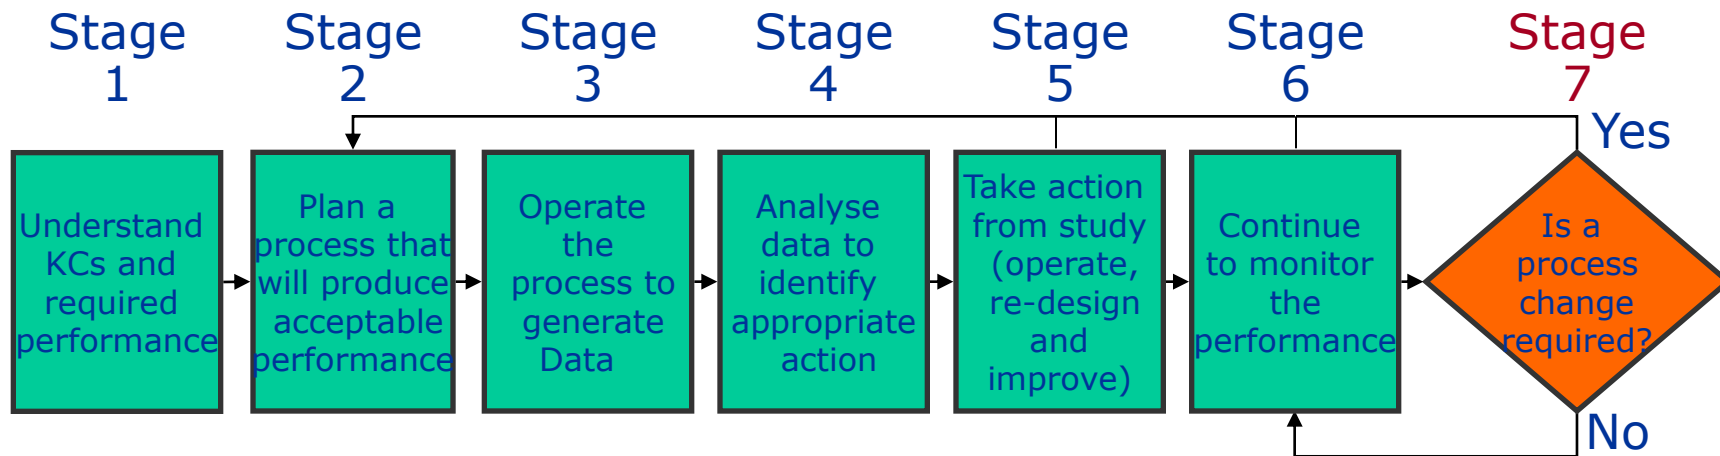 Stage
1
Stage
2
Stage
3
Stage
4
Stage
5
Stage
6
Stage
7
Understand
KCs and
required
performance
Plan a
process that
will produce
acceptable
performance
Operate
the
process to
generate
Data
Analyse
data to
identify
appropriate
action
Take action
from study
(operate,
re-design
and
improve)
Continue
to monitor
the
performance
Yes
Is a
process
change
required?
No